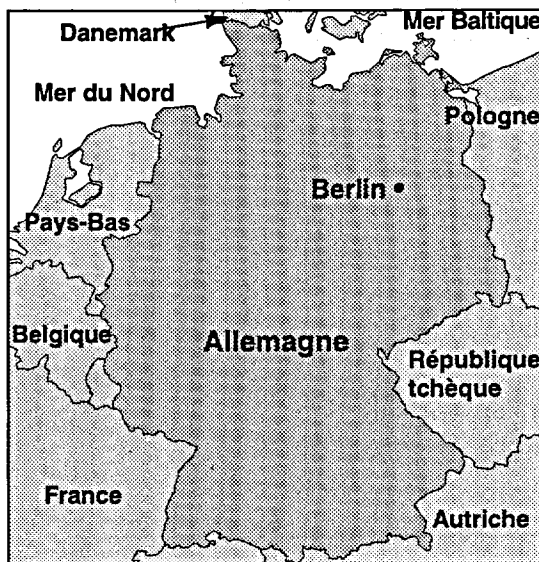 Danemark
Mer Baltique
Mer du Nord
Pologne
Berlin
Pays-Bas
Belgique
Allemagne
République
tchèque
France
Autriche